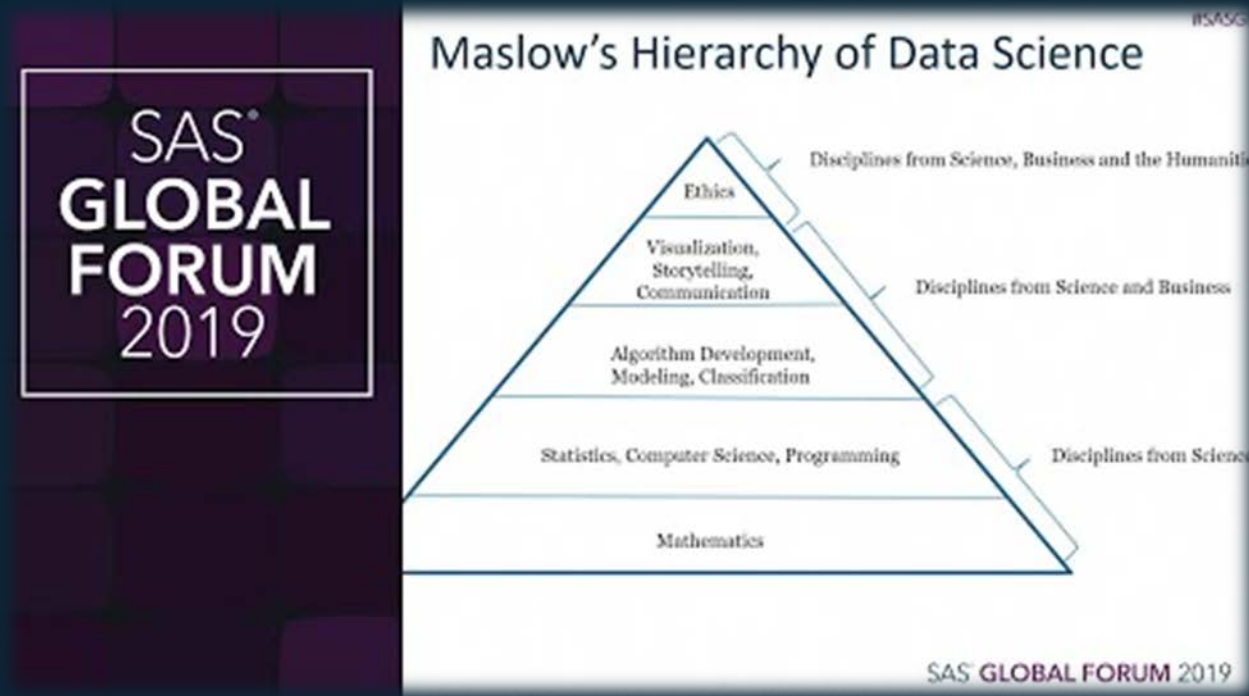 SAS®
GLOBAL
FORUM
2019
Maslow's Hierarchy of Data Science
Ethics
Disciplines from Science, Business and the Humaniti
Visualization,
Storytelling,
Communication
Disciplines from Science and Business
Algorithm Development,
Modeling, Classification
Statistics, Computer Science, Programming
Disciplines from Science
Mathematics
SAS® GLOBAL FORUM 2019